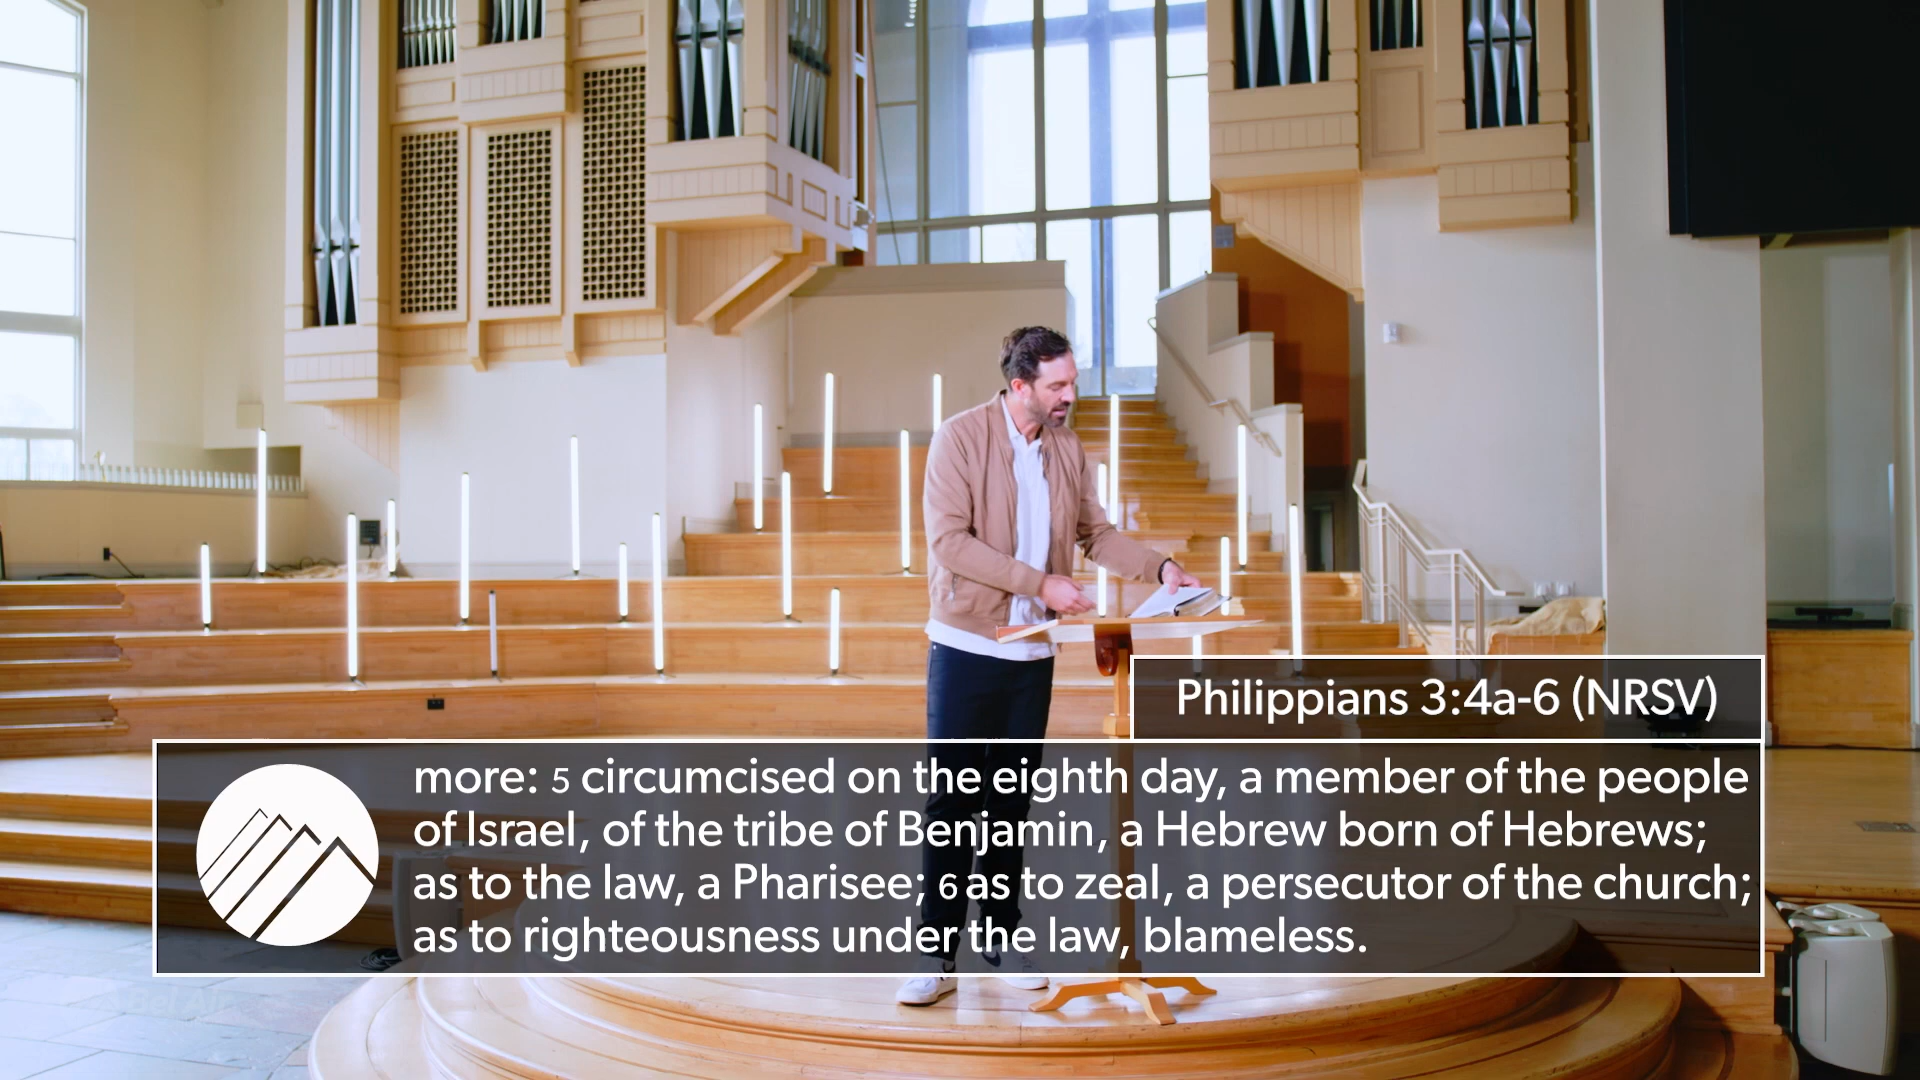 Philippians 3:4a-6 (NRSV)
more: 5 circumcised on the eighth day, a member of the people
of Israel, of the tribe of Benjamin, a Hebrew born of Hebrews;
as to the law, a Pharisee; 6 as to zeal, a persecutor of the church;
as to righteousness under the law, blameless.
Bel Air